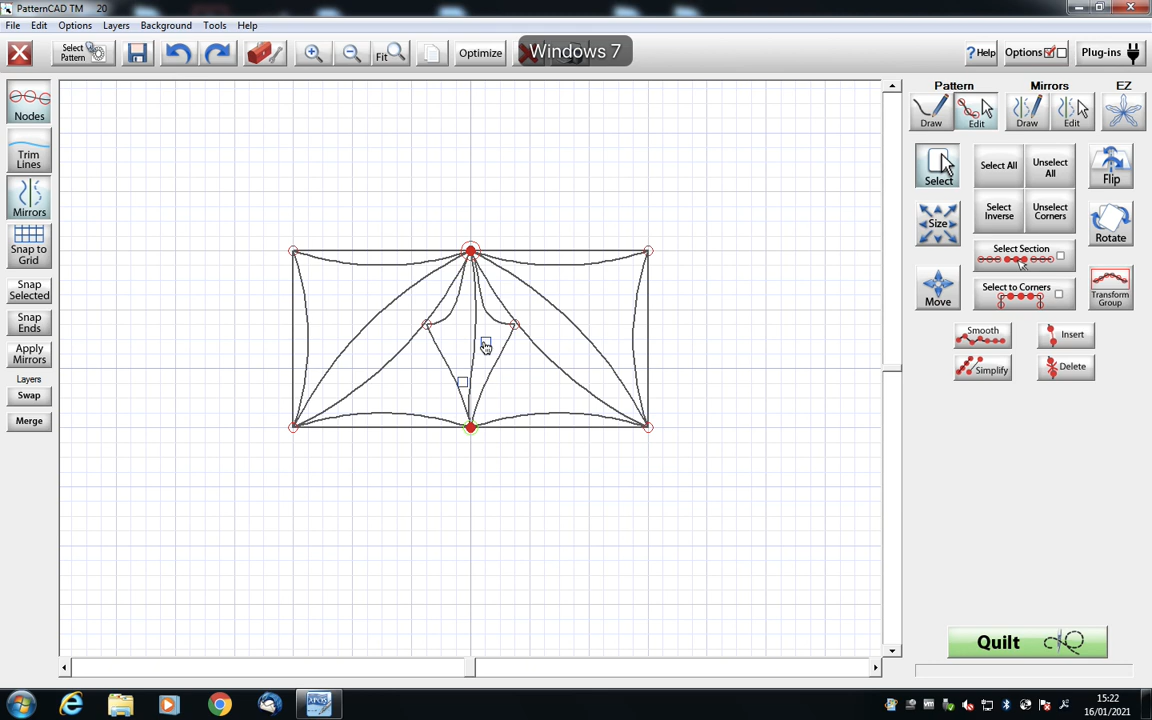 PatternCAD TM 20
File Edit Options Layers Background Tools Help
Select
Pattern
Fit
Optimize
Windows 7
?Help
Options
Plug-ins
Nodes
Trim
Lines
Mirrors
Snap to
Grid
Snap
Selected
Snap
Ends
Apply
Mirrors
Layers
Swap
Merge
Pattern Mirrors EZ
Draw Edit Draw Edit
Select
Select All
Unselect
All
Flip
Size
Select
Inverse
Unselect
Corners
Rotate
Select Section
Move
Select to Corners
Transform
Group
Smooth
Insert
Simplify
Delete
Quilt
APQS
15:22
16/01/2021